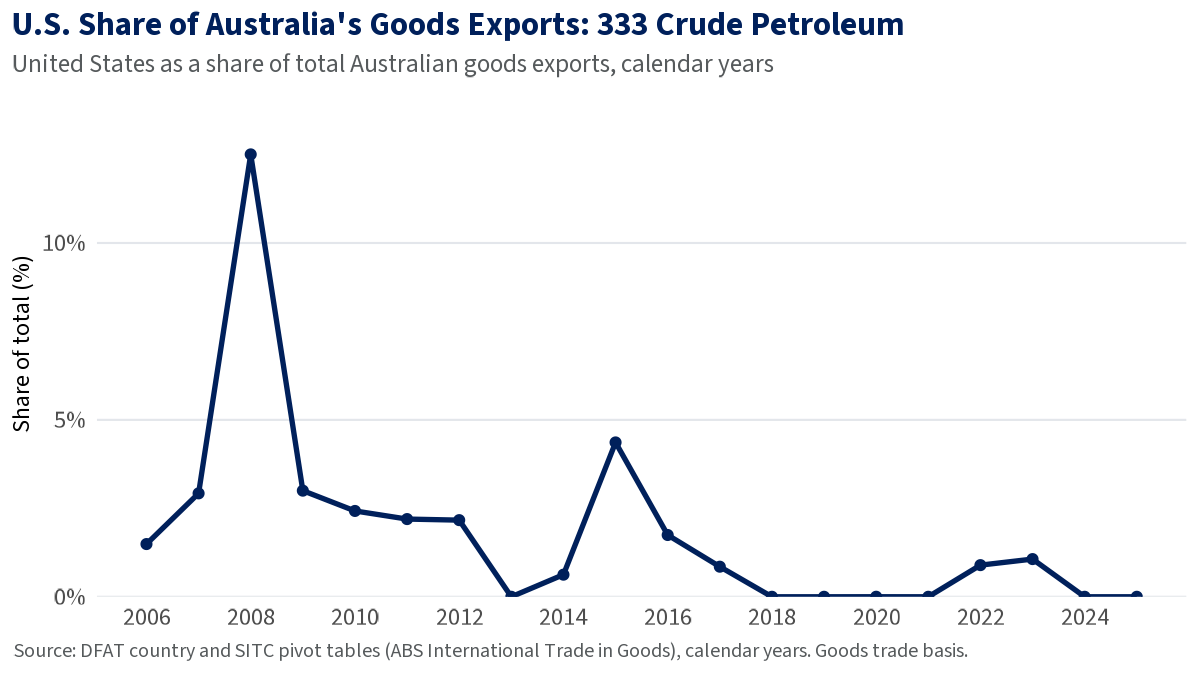 U.S. Share of Australia's Goods Exports: 333 Crude Petroleum
United States as a share of total Australian goods exports, calendar years
Share of total (%)
10%
5%
0%
2006 2008 2010 2012 2014 2016 2018 2020 2022 2024
Source: DFAT country and SITC pivot tables (ABS International Trade in Goods), calendar years. Goods trade basis.